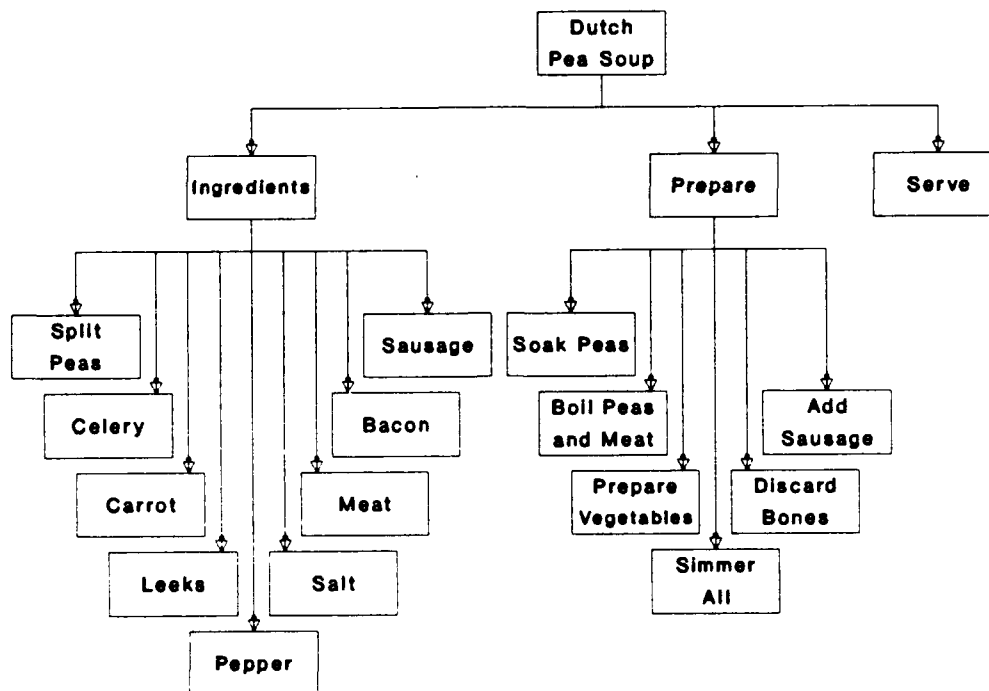 Dutch
Pea Soup
Ingredients
Prepare
Serve
Split
Peas
Sausage
Soak Peas
Celery
Bacon
Boil Peas
and Meat
Add
Sausage
Carrot
Meat
Prepare
Vegetables
Discard
Bones
Leeks
Salt
Simmer
All
Pepper